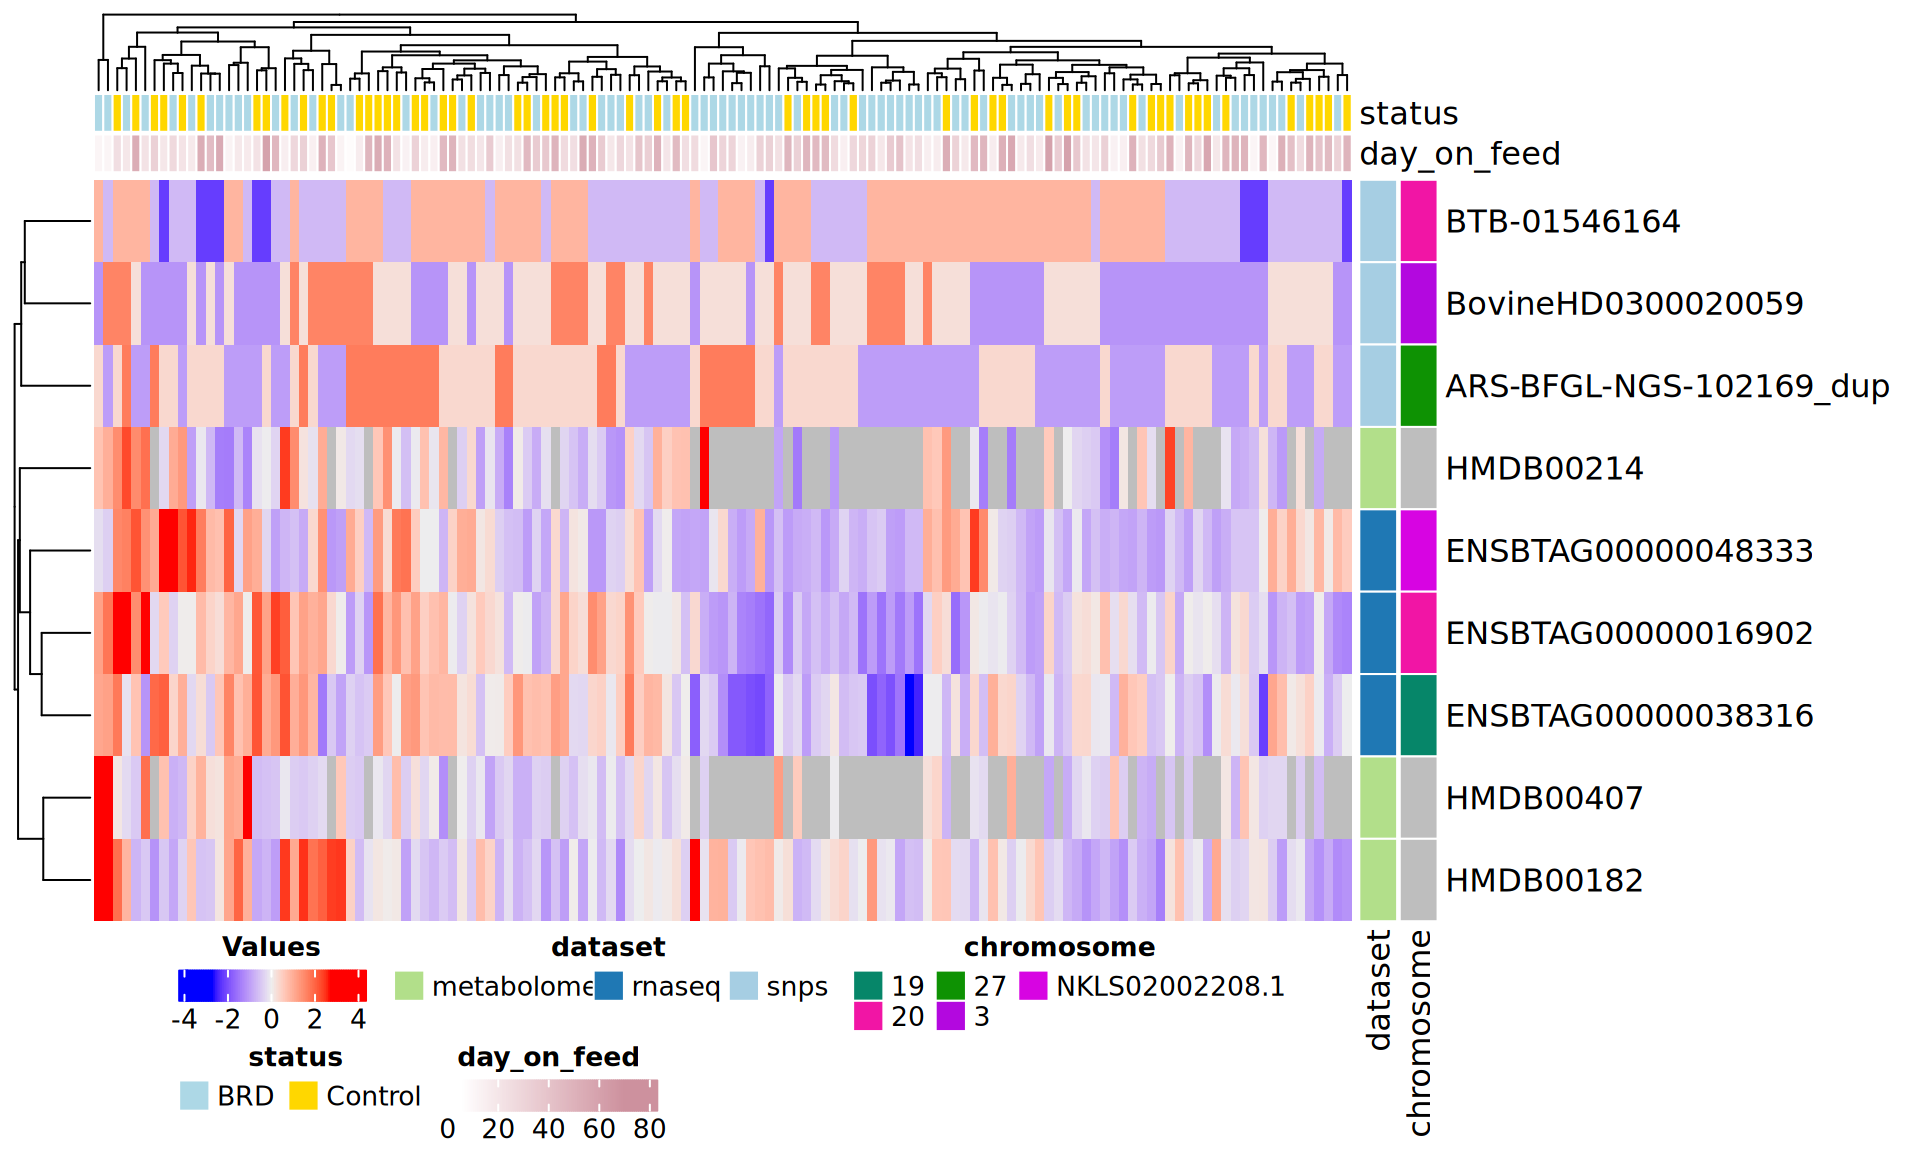 status
day_on_feed
BTB-01546164
BovineHD0300020059
ARS-BFGL-NGS-102169_dup
HMDB00214
ENSBTAG00000048333
ENSBTAG00000016902
ENSBTAG00000038316
HMDB00407
HMDB00182
dataset
chromosome
Values
-4 -2 0 2 4
dataset
metabolome rnaseq snps
chromosome
19 27 NKLS02002208.1
20 3
status
BRD Control
day_on_feed
0 20 40 60 80